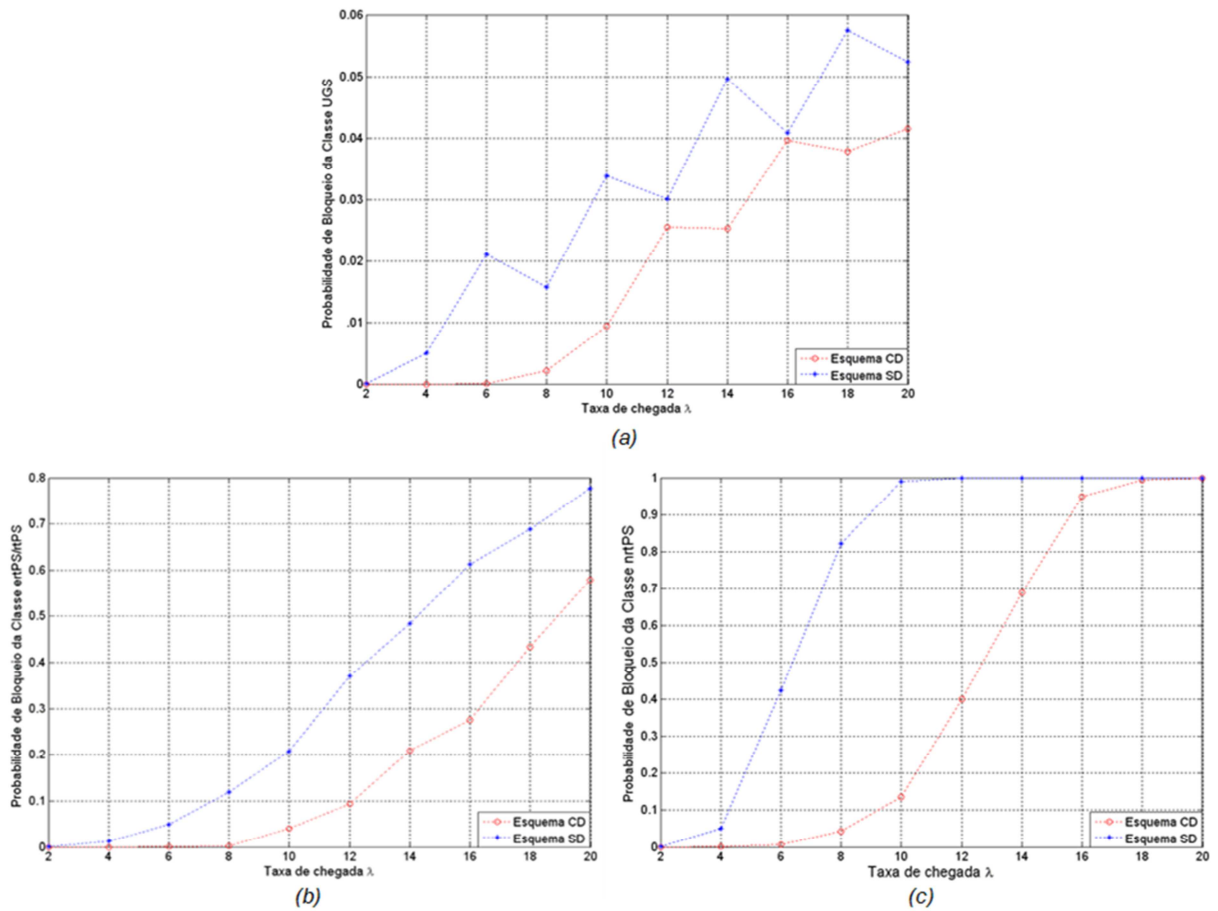 0.06
0.05
0.04
0.03
0.02
.01
0
Probabilidade de Bloqueio da Classe UGS
2 4 6 8 10 12 14 16 18 20
Taxa de chegada λ
Esquema CD
Esquema SD
(a)
0.8
0.7
0.6
0.5
0.4
0.3
0.2
0.1
0
Probabilidade de Bloqueio da Classe ertPS/rtPS
2 4 6 8 10 12 14 16 18 20
Taxa de chegada λ
Esquema CD
Esquema SD
(b)
1
0.9
0.8
0.7
0.6
0.5
0.4
0.3
0.2
0.1
0
Probabilidade de Bloqueio da Classe nrtPS
2 4 6 8 10 12 14 16 18 20
Taxa de chegada λ
Esquema CD
Esquema SD
(c)